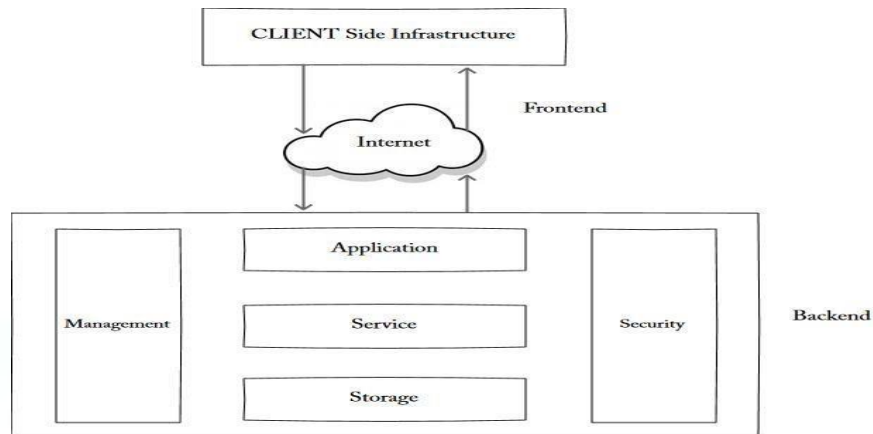 CLIENT Side Infrastructure
Frontend
Internet
Application
Management
Service
Security
Backend
Storage